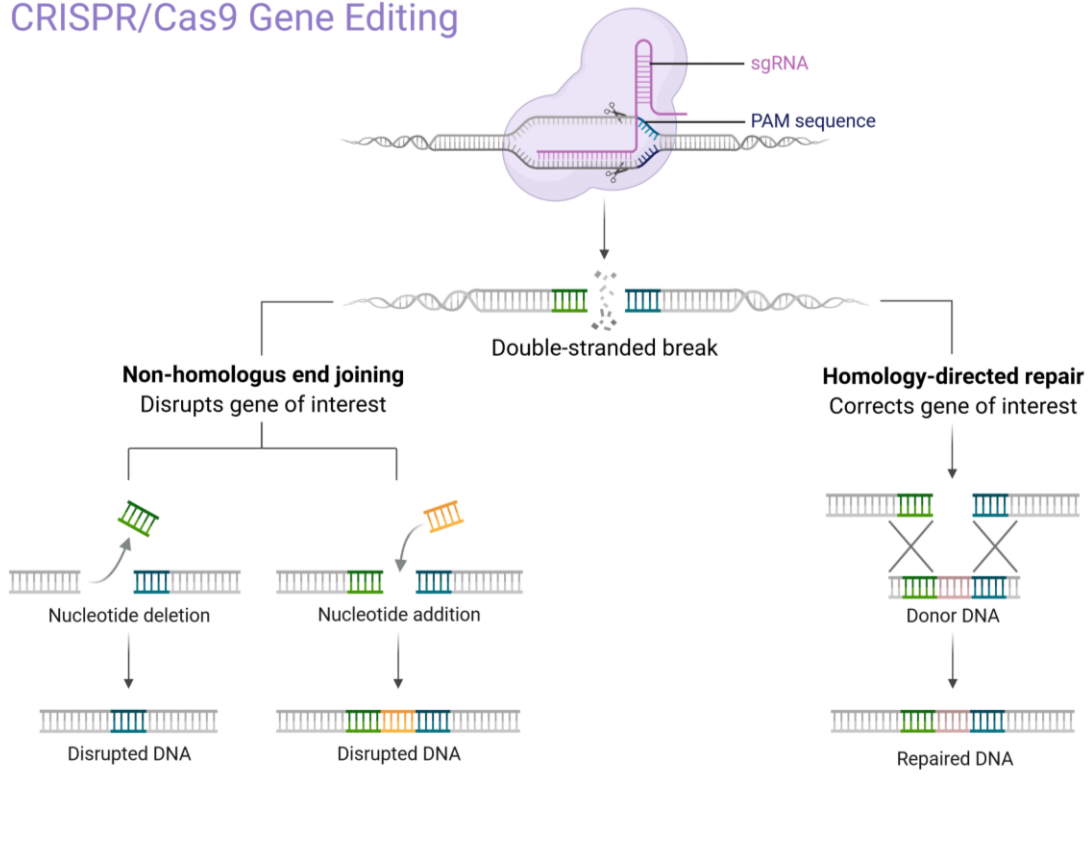 CRISPR/Cas9 Gene Editing
sgRNA
PAM sequence
Double-stranded break
Non-homologus end joining
Disrupts gene of interest
Homology-directed repair
Corrects gene of interest
Nucleotide deletion
Nucleotide addition
Donor DNA
Disrupted DNA
Disrupted DNA
Repaired DNA